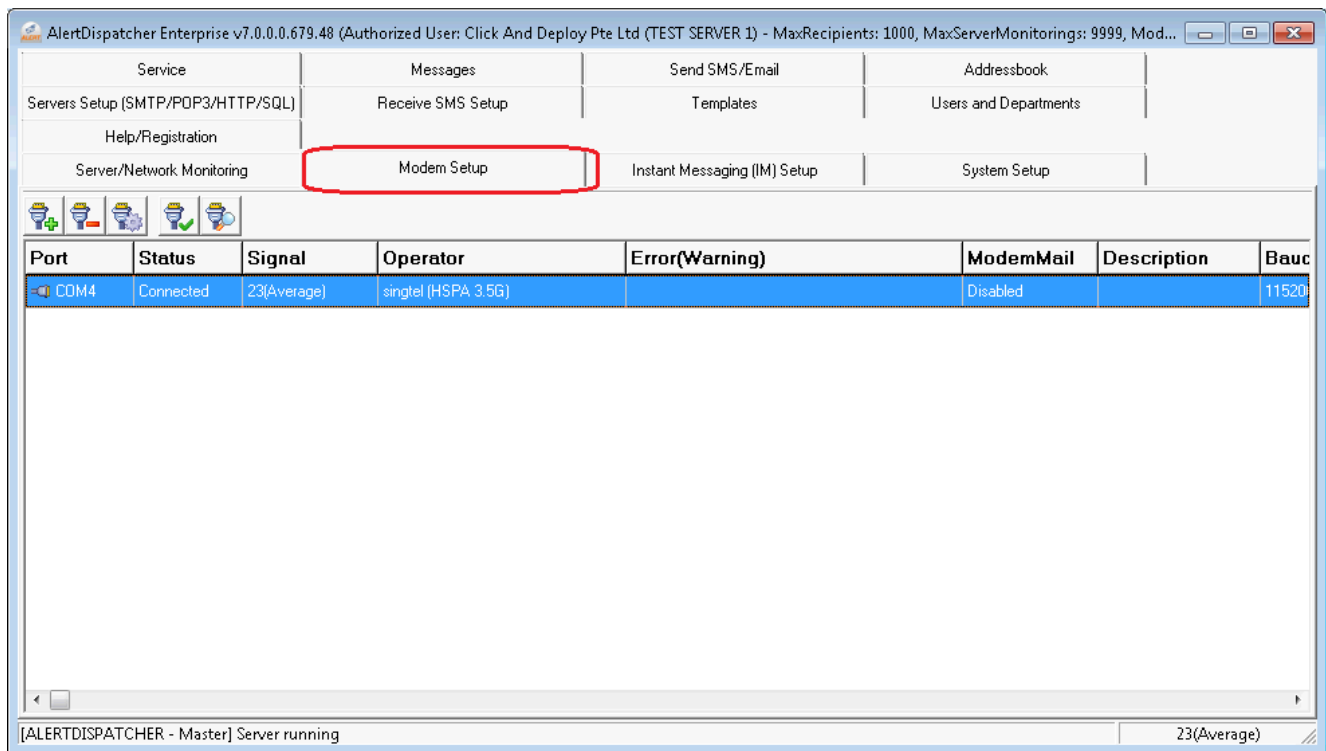 AlertDispatcher Enterprise v7.0.0.0.679.48 (Authorized User: Click And Deploy Pte Ltd (TEST SERVER 1) - MaxRecipients: 1000, MaxServerMonitorings: 9999, Mod...
Service Messages Send SMS/Email Addressbook
Servers Setup (SMTP/POP3/HTTP/SQL) Receive SMS Setup Templates Users and Departments
Help/Registration
Server/Network Monitoring Modem Setup Instant Messaging (IM) Setup System Setup
Port Status Signal Operator Error(Warning) ModemMail Description Bauc
COM4 Connected 23(Average) singtel (HSPA 3.5G) Disabled 11520
[ALERTDISPATCHER - Master] Server running 23(Average)